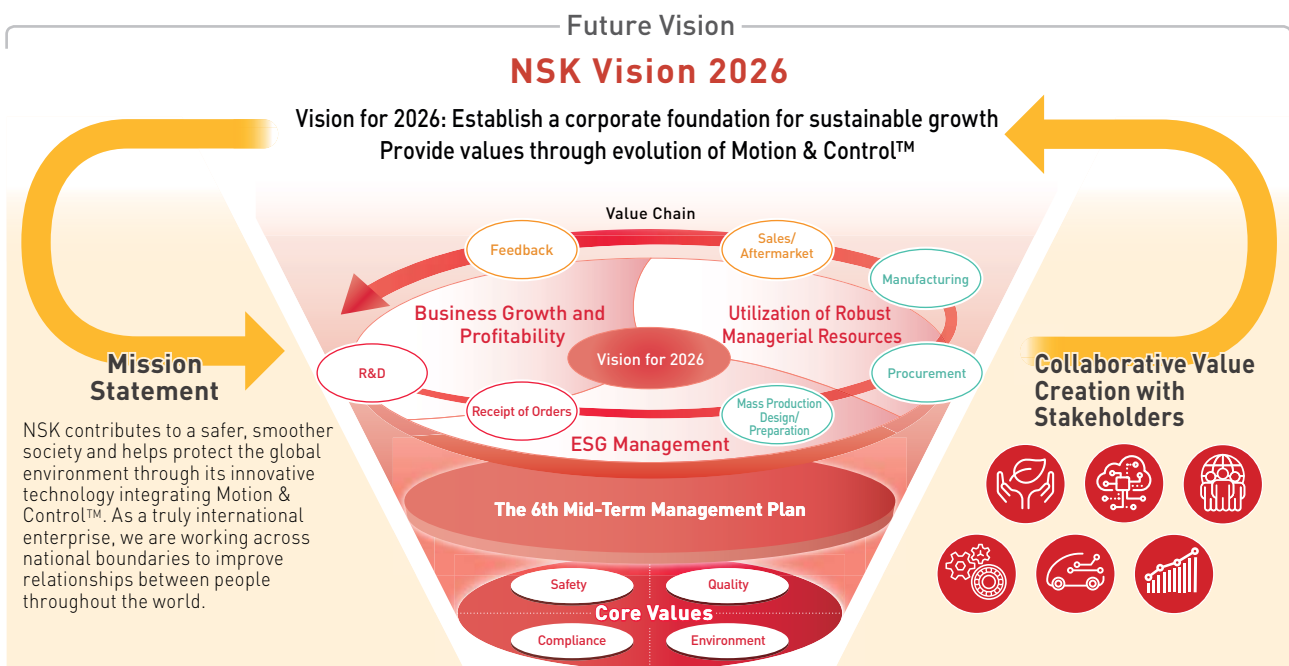 Future Vision
NSK Vision 2026
Vision for 2026: Establish a corporate foundation for sustainable growth
Provide values through evolution of Motion & Control™
Value Chain
Feedback
Sales/
Aftermarket
Manufacturing
Business Growth and
Profitability
Utilization of Robust
Managerial Resources
Vision for 2026
R&D
Procurement
Receipt of Orders
Mass Production
Design/
Preparation
ESG Management
The 6th Mid-Term Management Plan
Safety
Quality
Core Values
Compliance
Environment
Mission
Statement
NSK contributes to a safer, smoother
society and helps protect the global
environment through its innovative
technology integrating Motion &
Control™. As a truly international
enterprise, we are working across
national boundaries to improve
relationships between people
throughout the world.
Collaborative Value
Creation with
Stakeholders